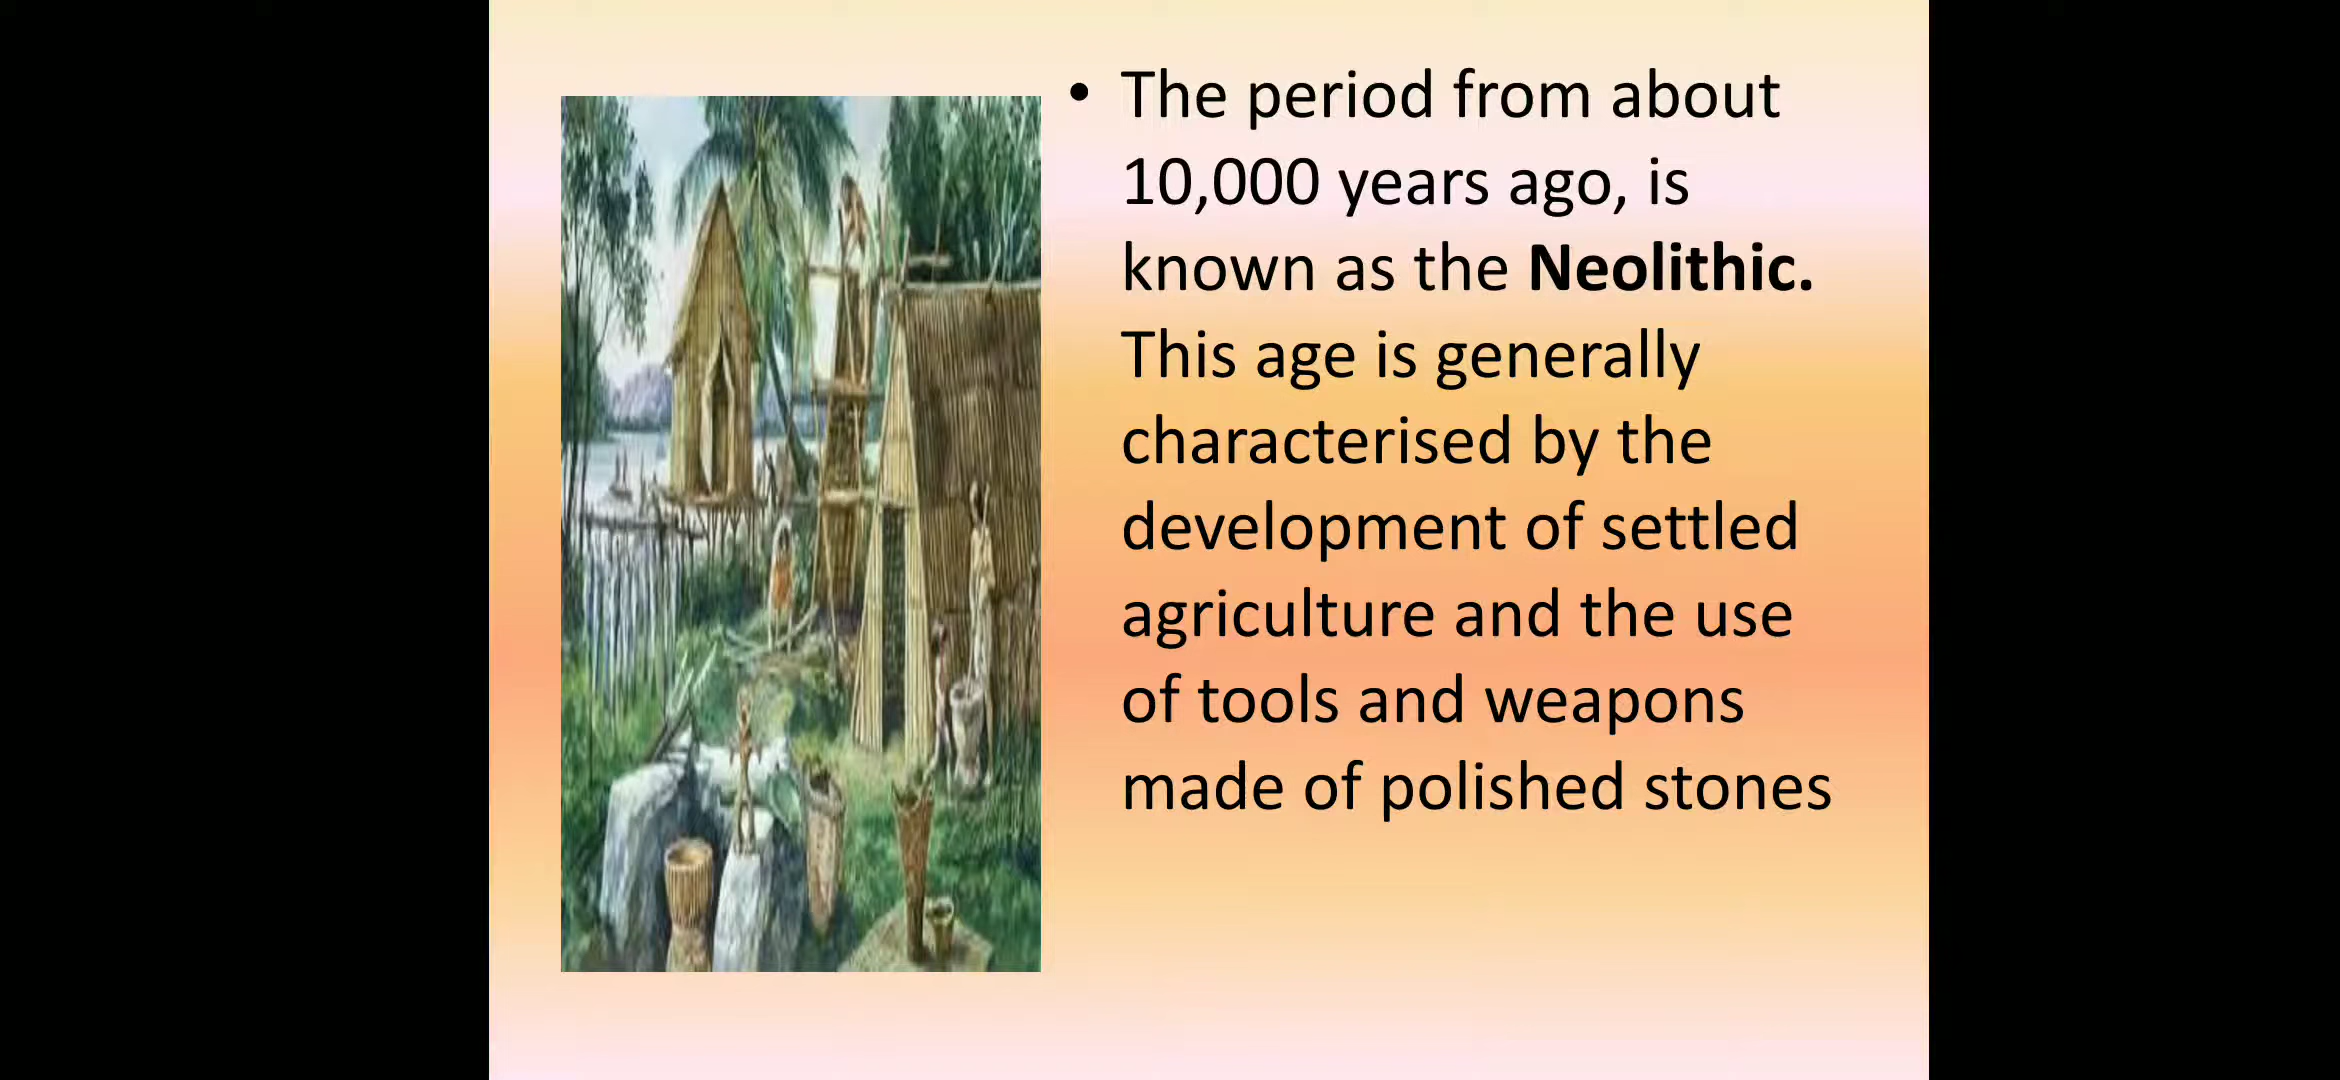 • The period from about
10,000 years ago, is
known as the Neolithic.
This age is generally
characterised by the
development of settled
agriculture and the use
of tools and weapons
made of polished stones